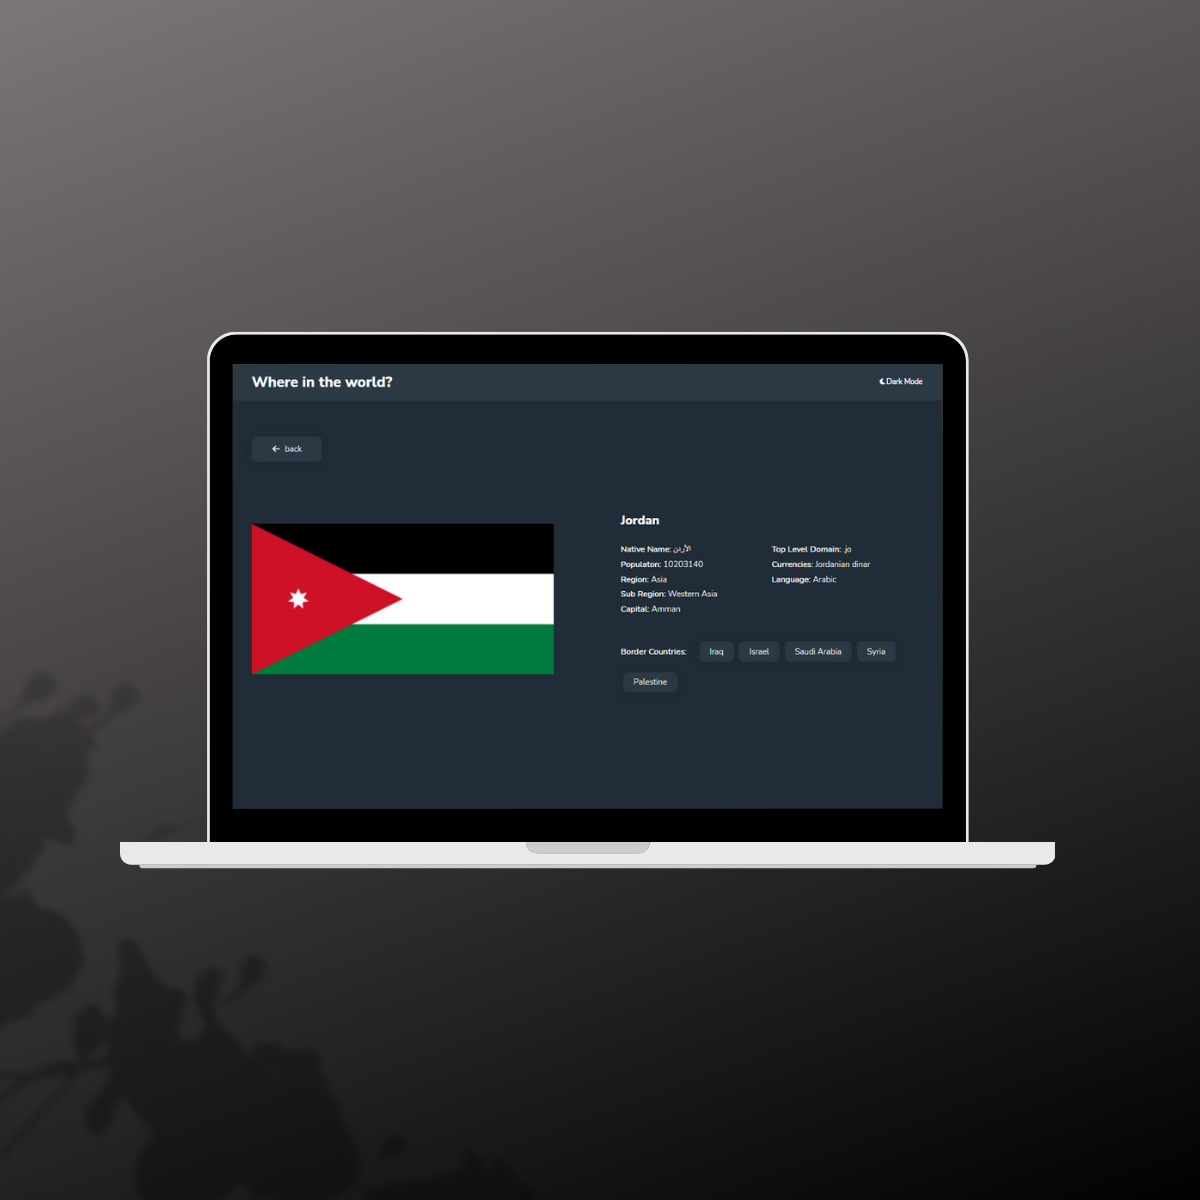 Where in the world?
Dark Mode
back
Jordan
Native Name: الأردن
Populaton: 10203140
Region: Asia
Sub Region: Western Asia
Capital: Amman
Top Level Domain: .jo
Currencies: Jordanian dinar
Language: Arabic
Border Countries: Iraq Israel Saudi Arabia Syria
Palestine